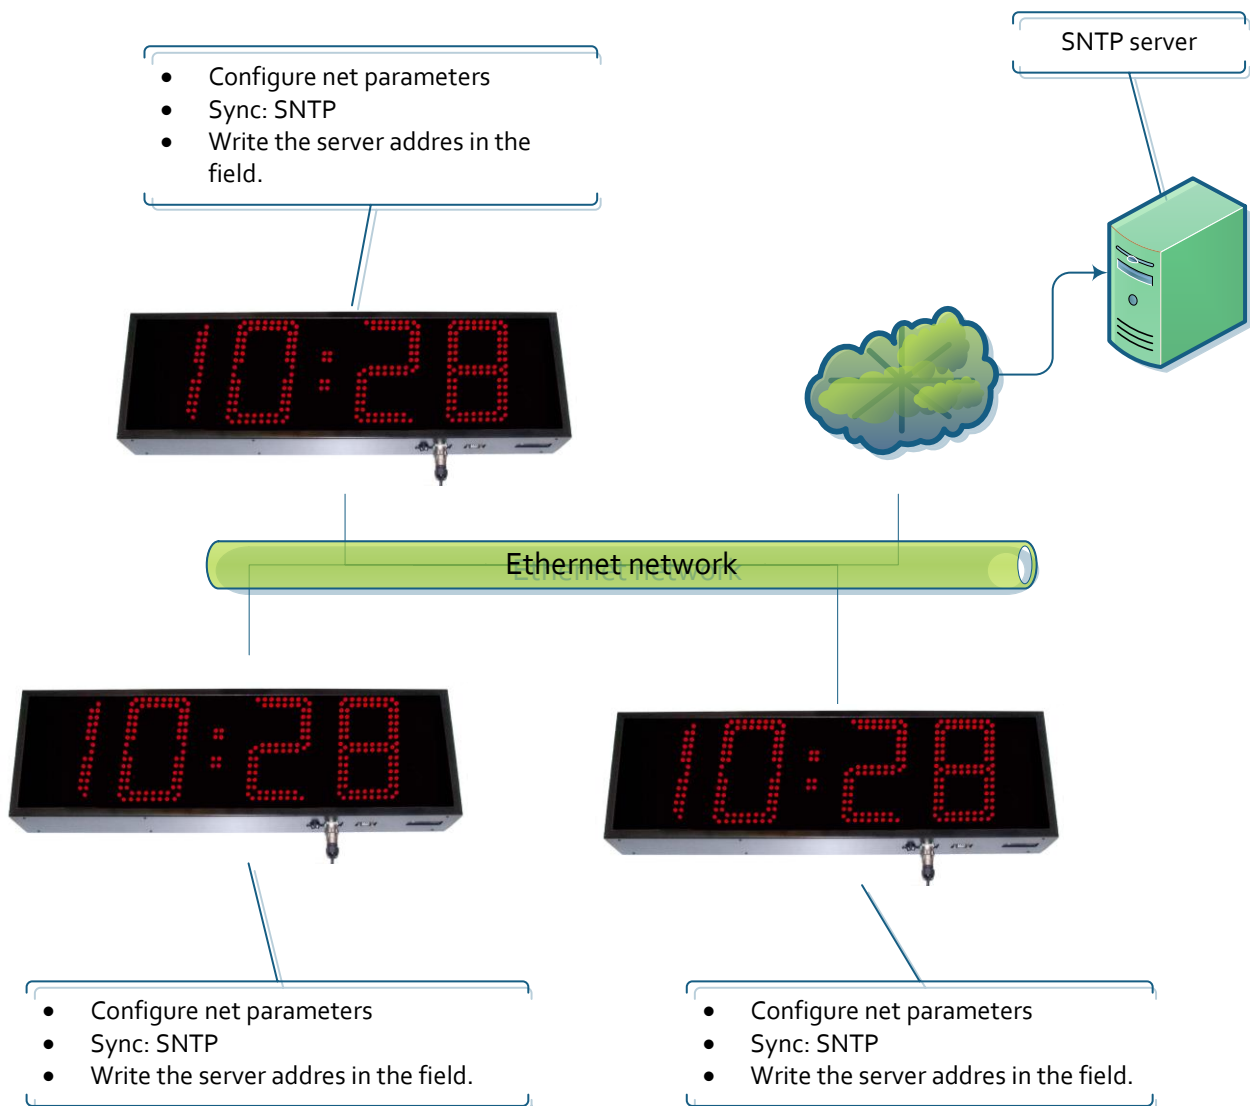 SNTP server
• Configure net parameters
• Sync: SNTP
• Write the server addres in the
field.
10:28
Ethernet network
10:28
10:28
• Configure net parameters
• Sync: SNTP
• Write the server addres in the field.
• Configure net parameters
• Sync: SNTP
• Write the server addres in the field.